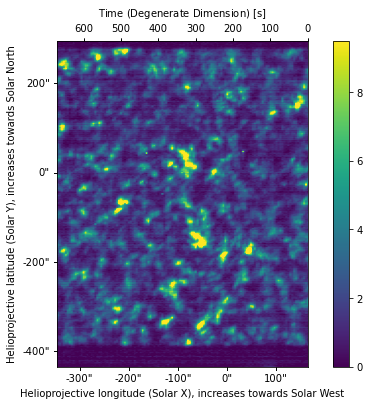 Time (Degenerate Dimension) [s]
600 500 400 300 200 100 0
Helioprojective latitude (Solar Y), increases towards Solar North
200"
0"
-200"
-400"
-300" -200" -100" 0" 100"
Helioprojective longitude (Solar X), increases towards Solar West
8
6
4
2
0